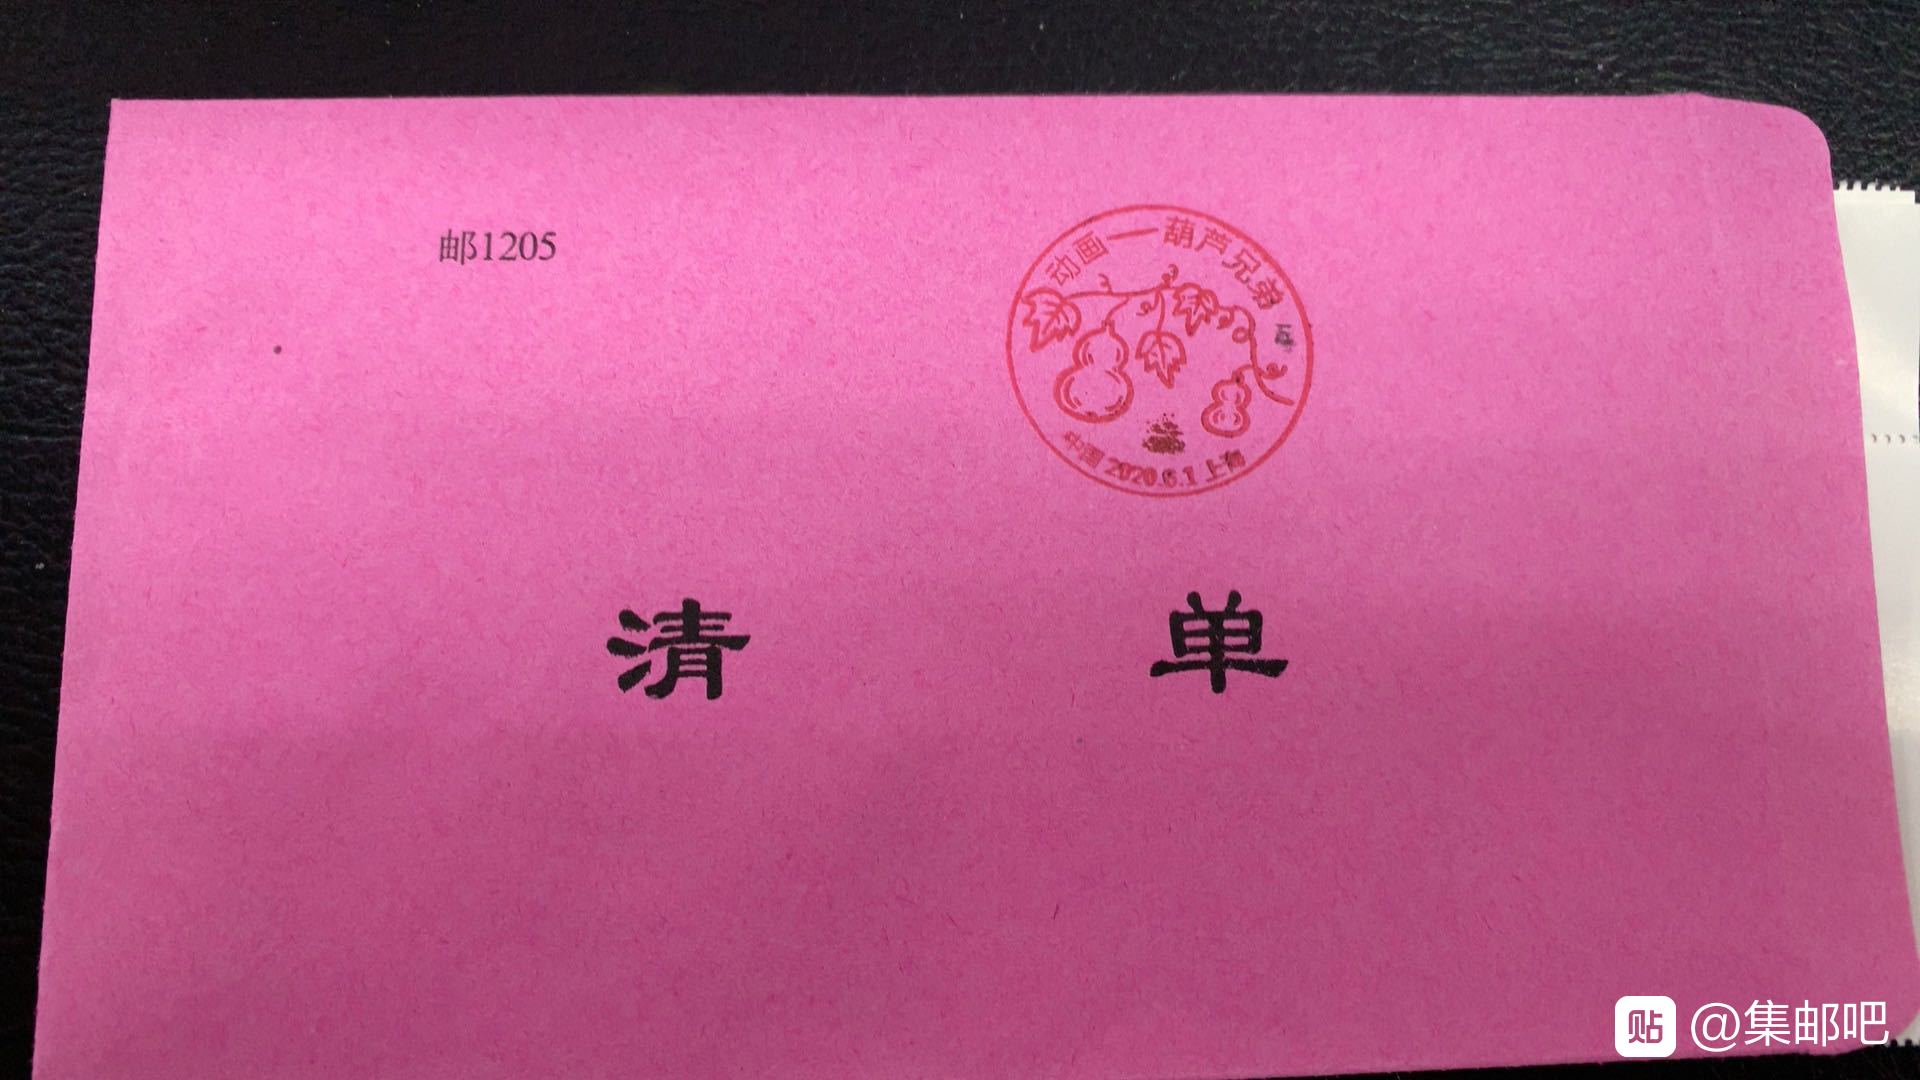 邮1205
动画一葫芦兄弟
中国 2020.6.1 上海
清 单
贴 @集邮吧